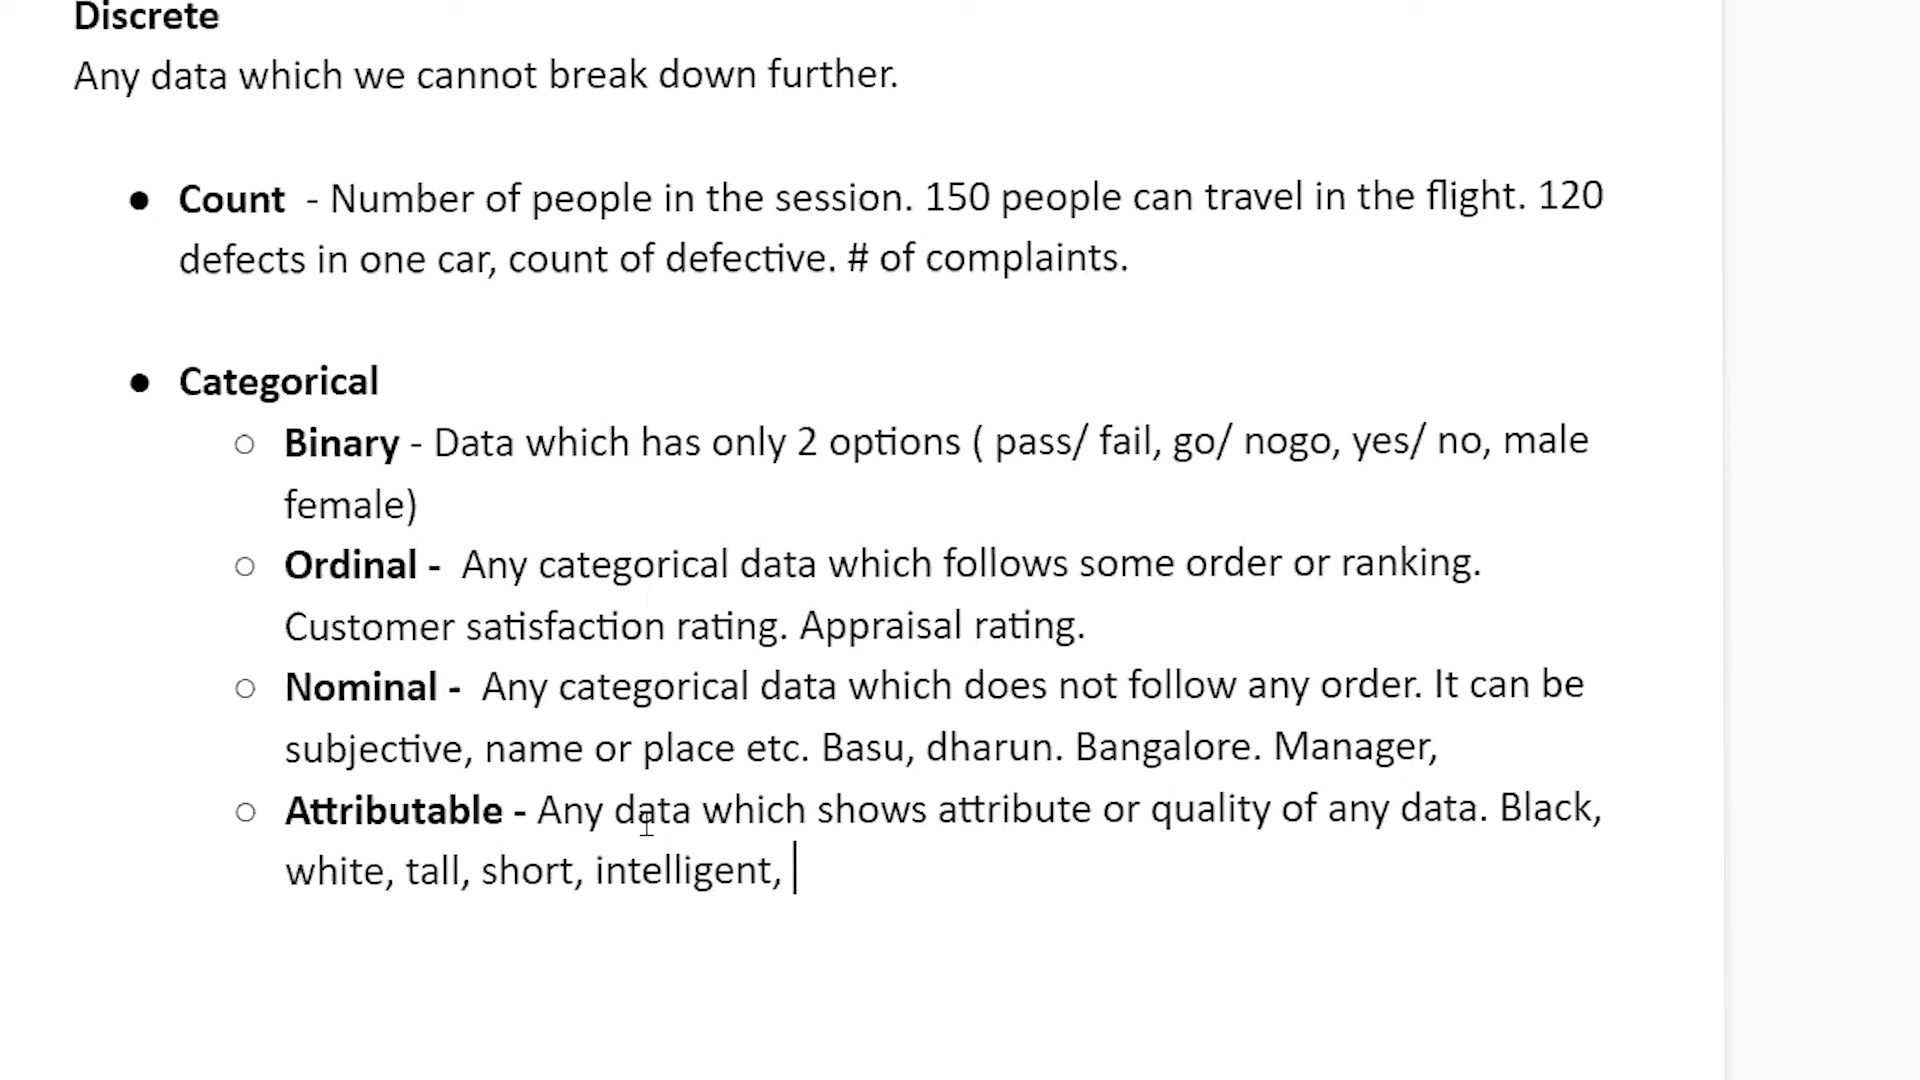 Discrete
Any data which we cannot break down further.
● Count - Number of people in the session. 150 people can travel in the flight. 120
defects in one car, count of defective. # of complaints.
● Categorical
○ Binary - Data which has only 2 options ( pass/ fail, go/ nogo, yes/ no, male
female)
○ Ordinal - Any categorical data which follows some order or ranking.
Customer satisfaction rating. Appraisal rating.
○ Nominal - Any categorical data which does not follow any order. It can be
subjective, name or place etc. Basu, dharun. Bangalore. Manager,
○ Attributable - Any data which shows attribute or quality of any data. Black,
white, tall, short, intelligent,